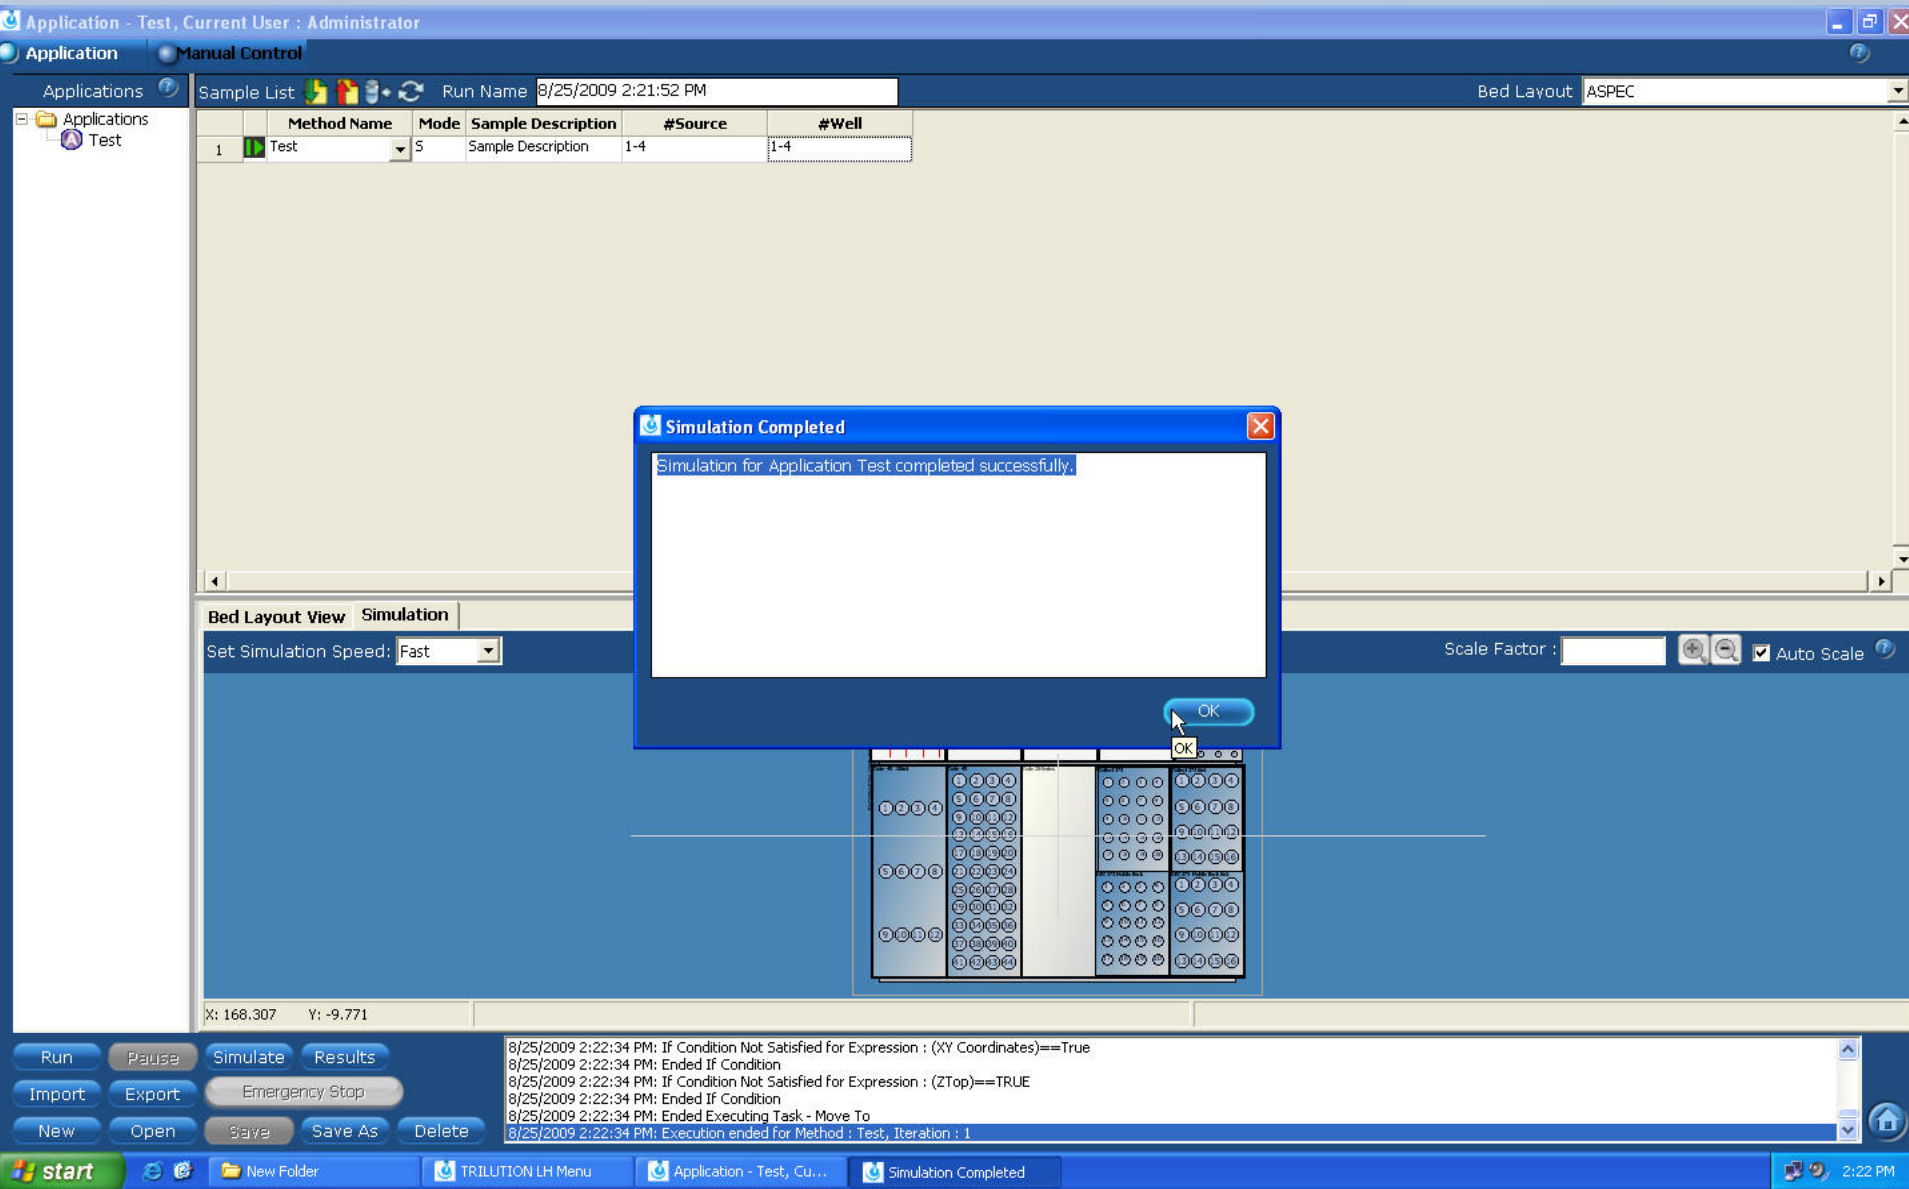 Application - Test, Current User : Administrator
Application Manual Control
Applications Sample List Run Name 8/25/2009 2:21:52 PM Bed Layout ASPEC
Applications
Test
Method Name Mode Sample Description #Source #Well
1 Test S Sample Description 1-4 1-4
Simulation Completed
Simulation for Application Test completed successfully.
OK
OK
Bed Layout View Simulation
Set Simulation Speed: Fast Scale Factor : Auto Scale
X: 168.307 Y: -9.771
Run Pause Simulate Results
Import Export Emergency Stop
New Open Save Save As Delete
8/25/2009 2:22:34 PM: If Condition Not Satisfied for Expression : (XY Coordinates)==True
8/25/2009 2:22:34 PM: Ended If Condition
8/25/2009 2:22:34 PM: If Condition Not Satisfied for Expression : (ZTop)==TRUE
8/25/2009 2:22:34 PM: Ended If Condition
8/25/2009 2:22:34 PM: Ended Executing Task - Move To
8/25/2009 2:22:34 PM: Execution ended for Method : Test, Iteration : 1
start New Folder TRILUTION LH Menu Application - Test, Cu... Simulation Completed 2:22 PM